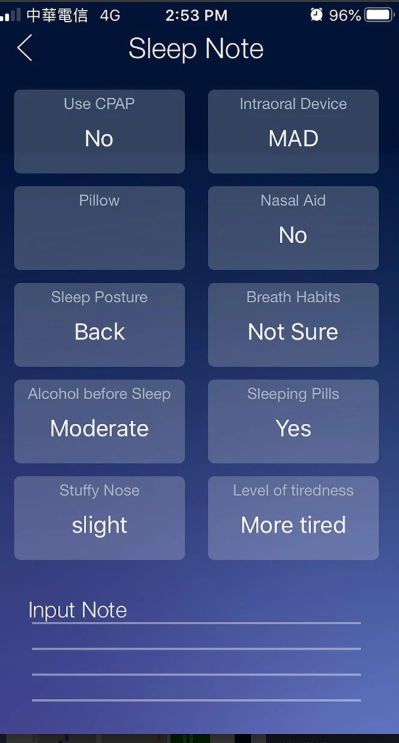 中華電信 4G 2:53 PM 96%
Sleep Note
Use CPAP
No
Intraoral Device
MAD
Pillow
Nasal Aid
No
Sleep Posture
Back
Breath Habits
Not Sure
Alcohol before Sleep
Moderate
Sleeping Pills
Yes
Stuffy Nose
slight
Level of tiredness
More tired
Input Note